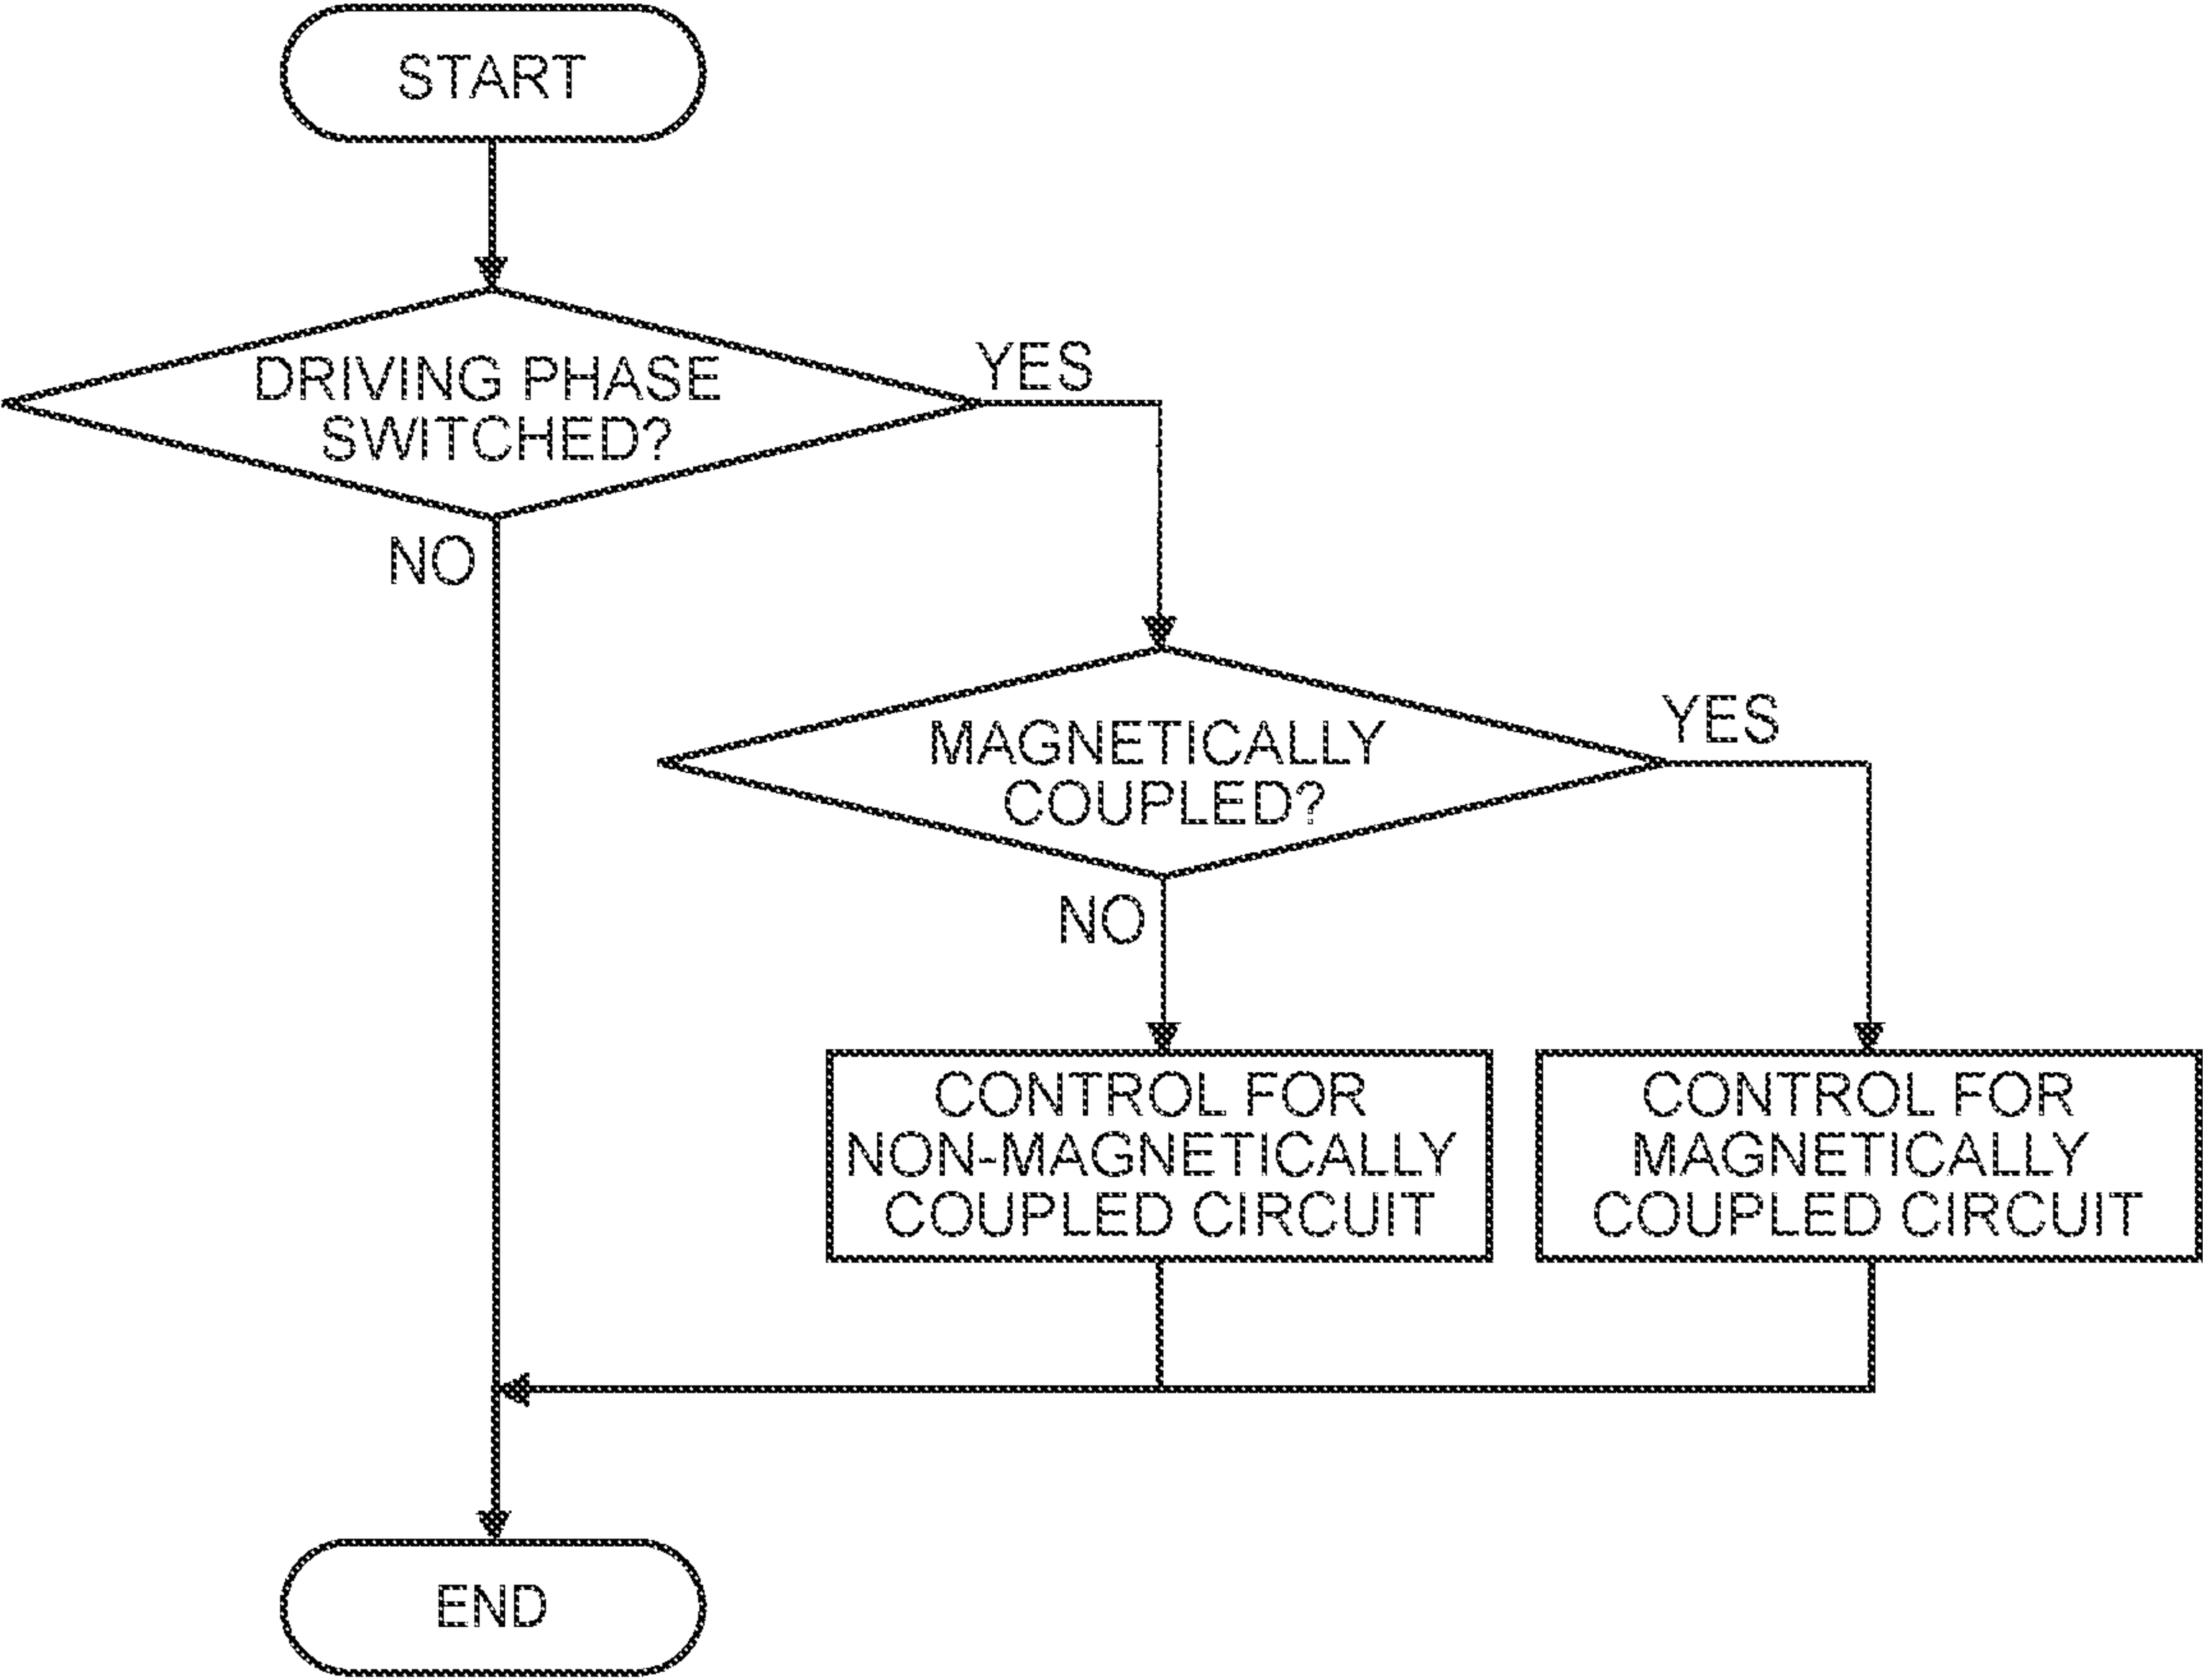 START
DRIVING PHASE
SWITCHED?
YES
NO
MAGNETICALLY
COUPLED?
YES
NO
CONTROL FOR
NON-MAGNETICALLY
COUPLED CIRCUIT
CONTROL FOR
MAGNETICALLY
COUPLED CIRCUIT
END